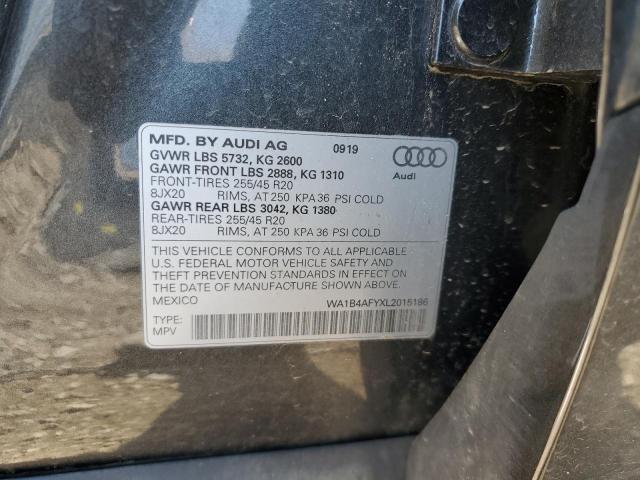 MFD. BY AUDI AG 09 19
GVWR LBS 5732, KG 2600
GAWR FRONT LBS 2888, KG 1310
FRONT-TIRES 255/45 R20
8JX20 RIMS, AT 250 KPA 36 PSI COLD
GAWR REAR LBS 3042, KG 1380
REAR-TIRES 255/45 R20
8JX20 RIMS, AT 250 KPA 36 PSI COLD
Audi
THIS VEHICLE CONFORMS TO ALL APPLICABLE
U.S. FEDERAL MOTOR VEHICLE SAFETY AND
THEFT PREVENTION STANDARDS IN EFFECT ON
THE DATE OF MANUFACTURE SHOWN ABOVE.
MEXICO WA1B4AFYXL2015186
TYPE:
MPV